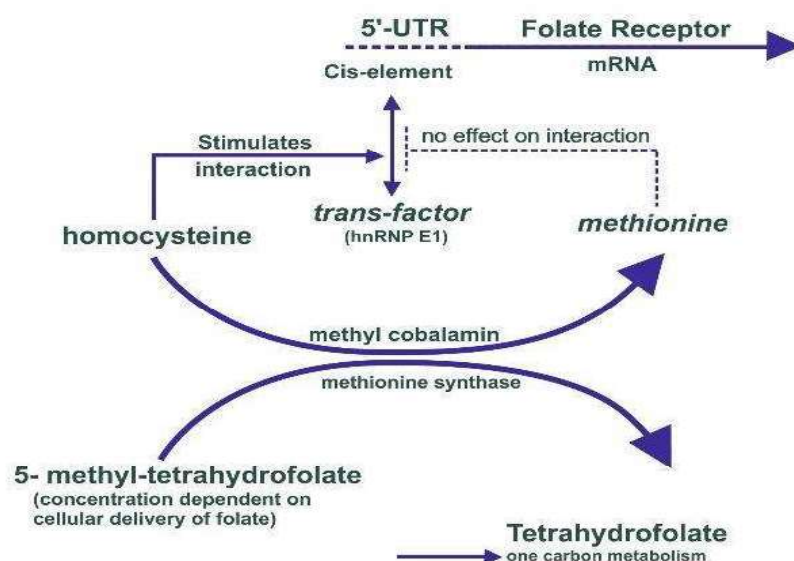 5'-UTR Folate Receptor
Cis-element mRNA
Stimulates
interaction
no effect on interaction
trans-factor
(hnRNP E1)
methionine
homocysteine
methyl cobalamin
methionine synthase
5- methyl-tetrahydrofolate
(concentration dependent on
cellular delivery of folate)
Tetrahydrofolate
one carbon metabolism